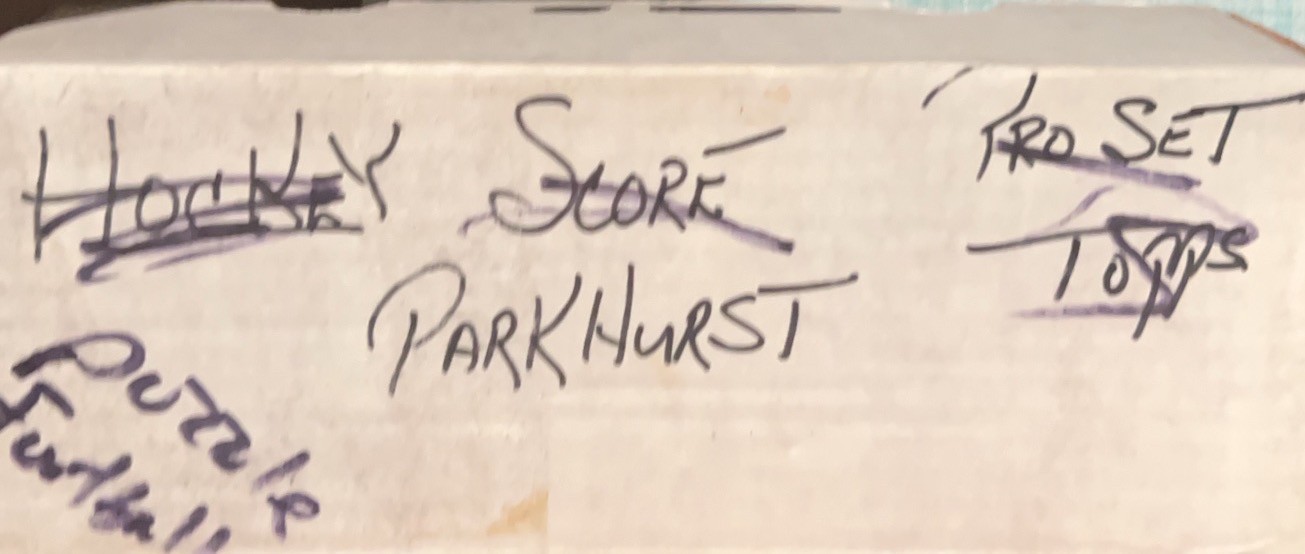 HOCKEY SCORE PRO SET
TOPPS
PARKHURST
Puzzle
Football